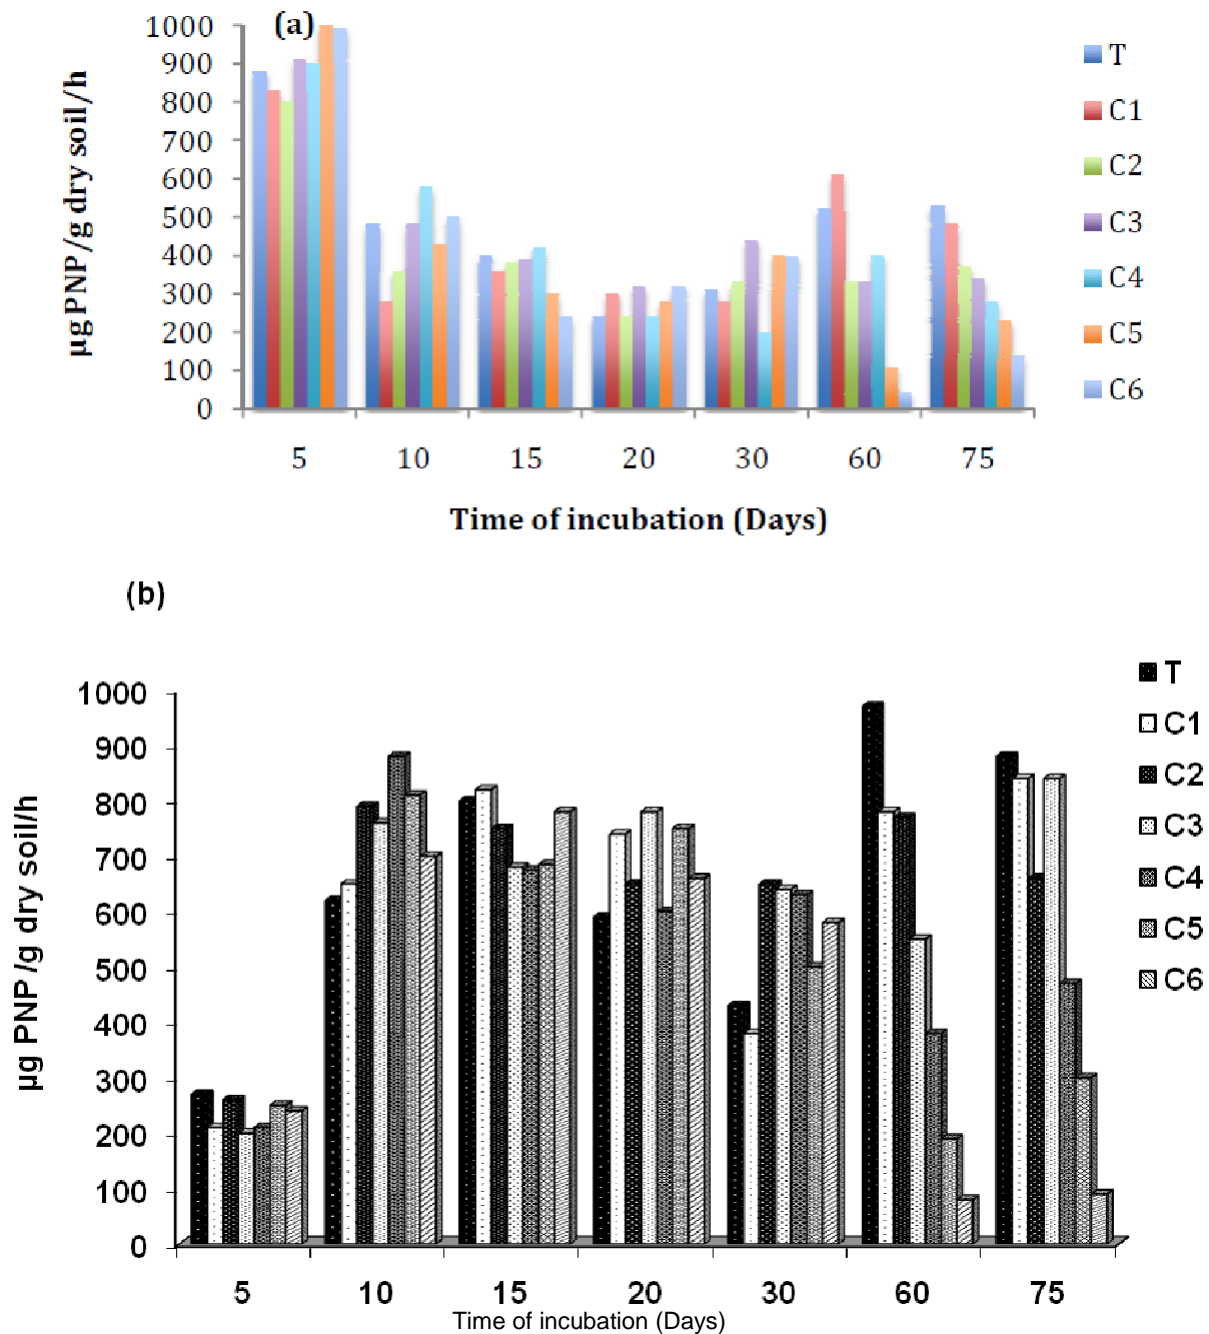 (a)
1000
900
800
700
600
500
400
300
200
100
0
µg PNP/g dry soil/h
5 10 15 20 30 60 75
Time of incubation (Days)
T
C1
C2
C3
C4
C5
C6
(b)
1000
900
800
700
600
500
400
300
200
100
0
µg PNP /g dry soil/h
5 10 15 20 30 60 75
Time of incubation (Days)
T
C1
C2
C3
C4
C5
C6